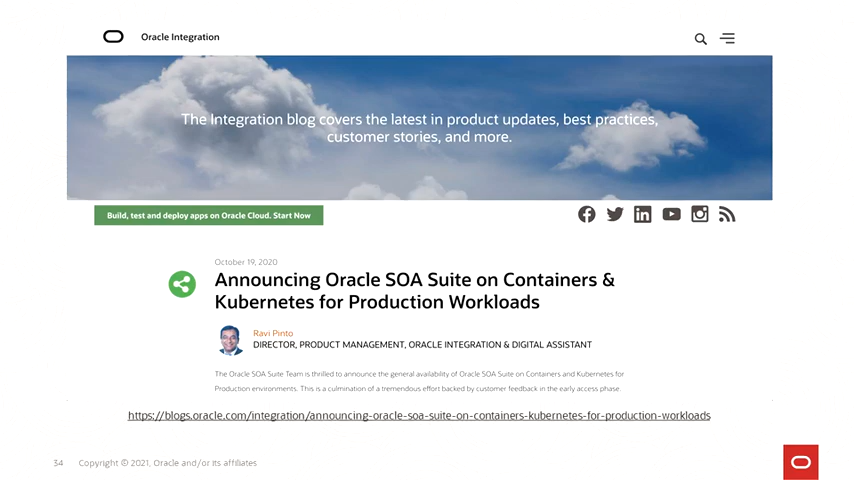 Oracle Integration
The Integration blog covers the latest in product updates, best practices,
customer stories, and more.
Build, test and deploy apps on Oracle Cloud. Start Now
October 19, 2020
Announcing Oracle SOA Suite on Containers &
Kubernetes for Production Workloads
Ravi Pinto
DIRECTOR, PRODUCT MANAGEMENT, ORACLE INTEGRATION & DIGITAL ASSISTANT
The Oracle SOA Suite Team is thrilled to announce the general availability of Oracle SOA Suite on Containers and Kubernetes for
Production environments. This is a culmination of a tremendous effort backed by customer feedback in the early access phase.
https://blogs.oracle.com/integration/announcing-oracle-soa-suite-on-containers-kubernetes-for-production-workloads
34 Copyright © 2021, Oracle and/or its affiliates